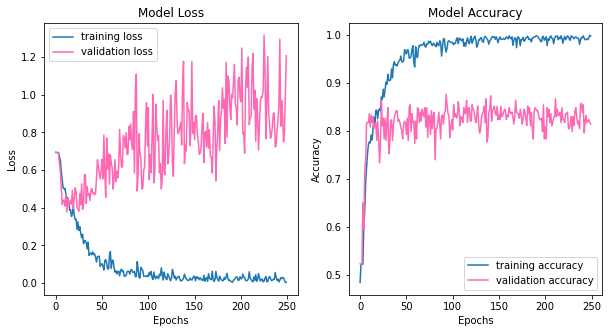 Model Loss
training loss
validation loss
Loss
1.2
1.0
0.8
0.6
0.4
0.2
0.0
0 50 100 150 200 250
Epochs
Model Accuracy
Accuracy
1.0
0.9
0.8
0.7
0.6
0.5
training accuracy
validation accuracy
0 50 100 150 200 250
Epochs